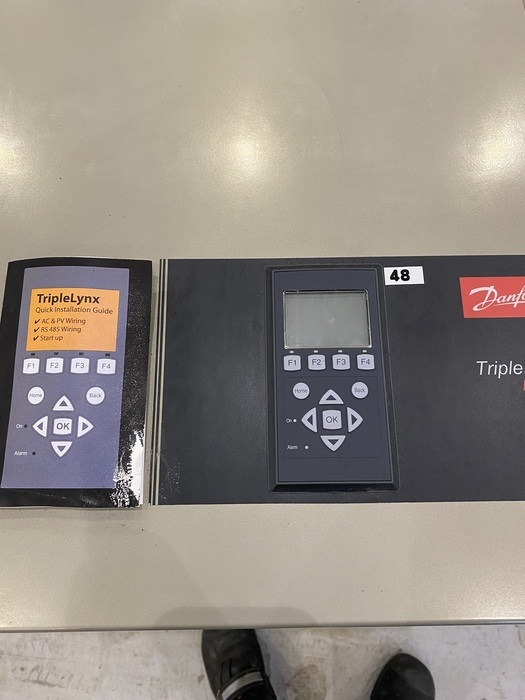 TripleLynx
Quick Installation Guide
✔ AC & PV Wiring
✔ RS 485 Wiring
✔ Start up
F1 F2 F3 F4
Home Back
On OK
Alarm
48
F1 F2 F3 F4
Home Back
On OK
Alarm
Danf
Triple